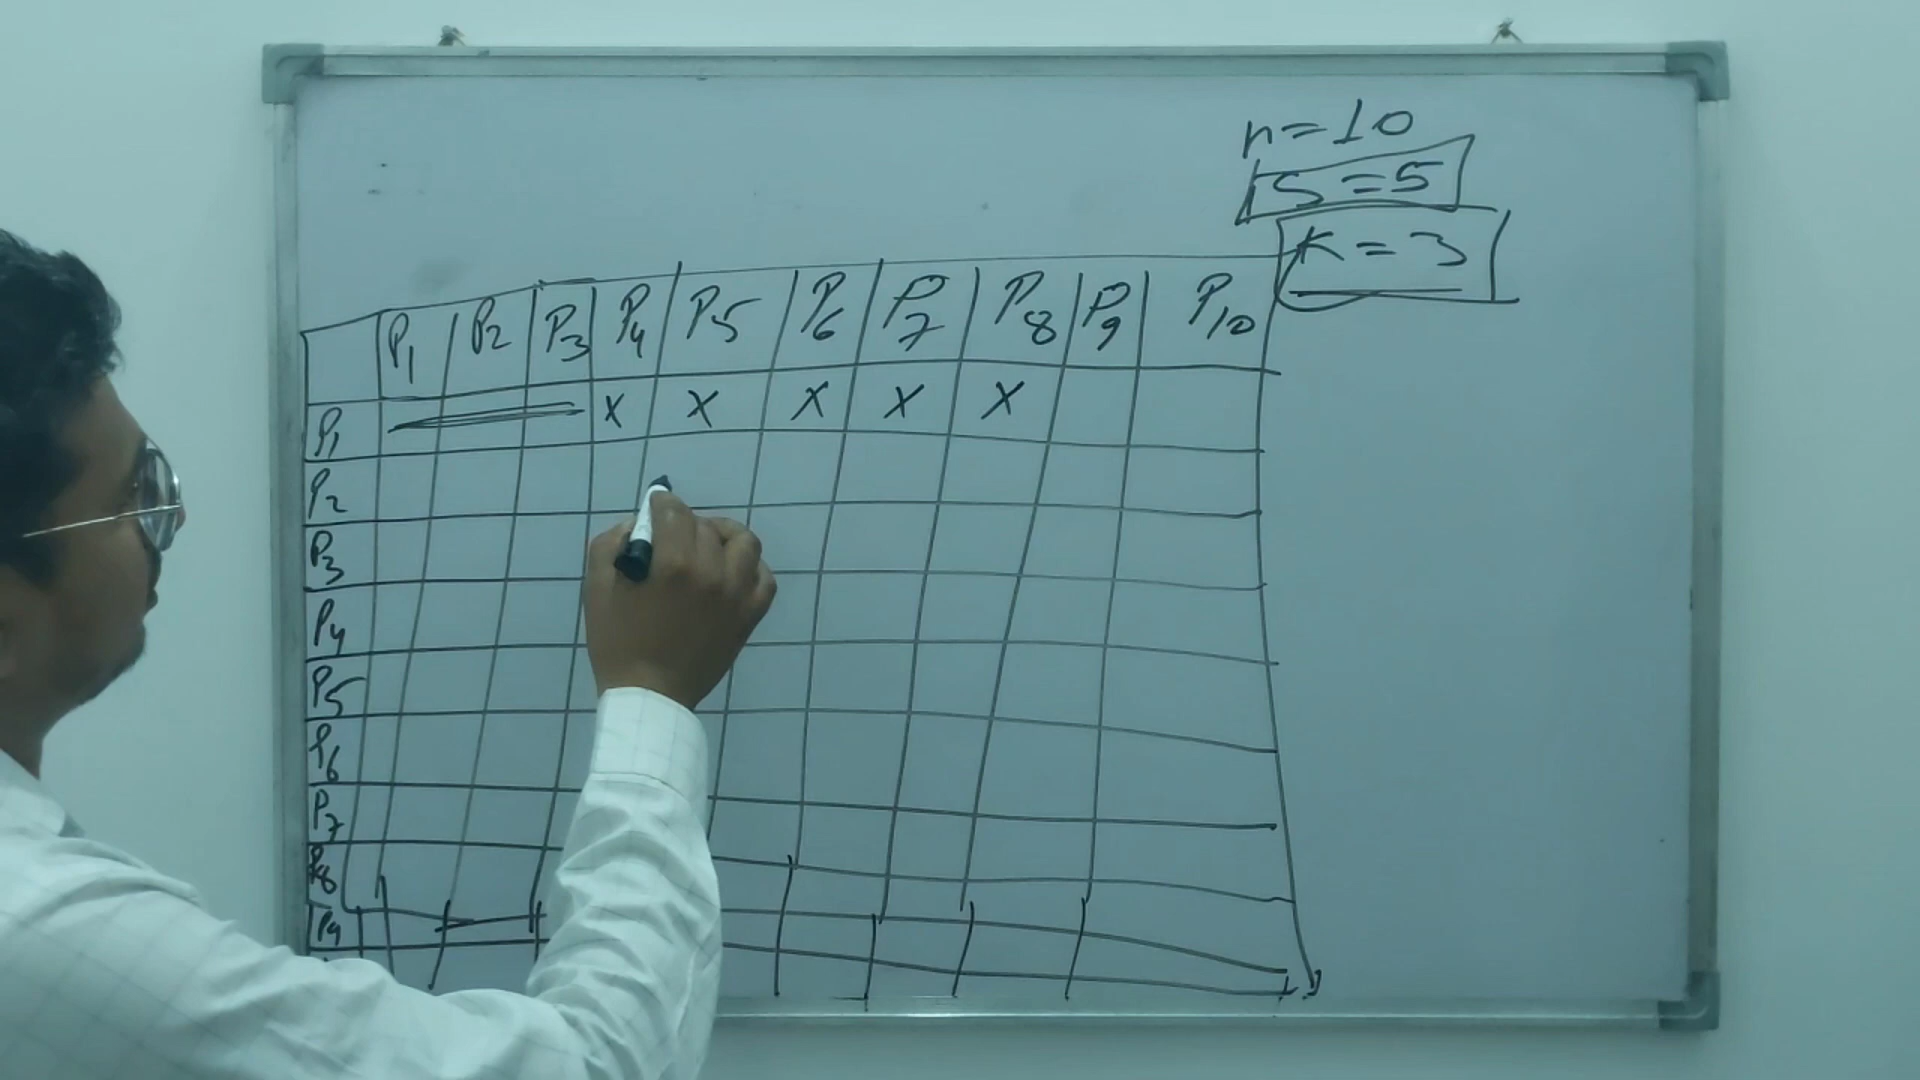 n=10
S=5
K=3
P1 P2 P3 P4 P5 P6 P7 P8 P9 P10
P1 X X X X X
P2
P3
P4
P5
P6
P7
P8
P9